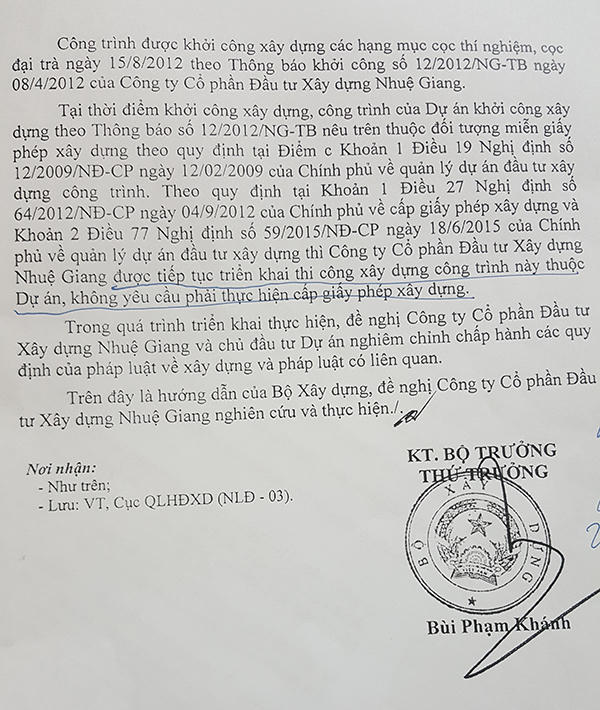 Công trình được khởi công xây dựng các hạng mục cọc thí nghiệm, cọc
đại trà ngày 15/8/2012 theo Thông báo khởi công số 12/2012/NG-TB ngày
08/4/2012 của Công ty Cổ phần Đầu tư Xây dựng Nhuệ Giang.
Tại thời điểm khởi công xây dựng, công trình của Dự án khởi công xây
dựng theo Thông báo số 12/2012/NG-TB nêu trên thuộc đối tượng miễn giấy
phép xây dựng theo quy định tại Điểm c Khoản 1 Điều 19 Nghị định số
12/2009/NĐ-CP ngày 12/02/2009 của Chính phủ về quản lý dự án đầu tư xây
dựng công trình. Theo quy định tại Khoản 1 Điều 27 Nghị định số
64/2012/NĐ-CP ngày 04/9/2012 của Chính phủ về cấp giấy phép xây dựng và
Khoản 2 Điều 77 Nghị định số 59/2015/NĐ-CP ngày 18/6/2015 của Chính
phủ về quản lý dự án đầu tư xây dựng thì Công ty Cổ phần Đầu tư Xây dựng
Nhuệ Giang được tiếp tục triển khai thi công xây dựng công trình này thuộc
Dự án, không yêu cầu phải thực hiện cấp giấy phép xây dựng.
Trong quá trình triển khai thực hiện, đề nghị Công ty Cổ phần Đầu tư
Xây dựng Nhuệ Giang và chủ đầu tư Dự án nghiêm chỉnh chấp hành các quy
định của pháp luật về xây dựng và pháp luật có liên quan.
Trên đây là hướng dẫn của Bộ Xây dựng, đề nghị Công ty Cổ phần Đầu
tư Xây dựng Nhuệ Giang nghiên cứu và thực hiện./.
KT. BỘ TRƯỞNG
THỨ TRƯỞNG
Nơi nhận:
- Như trên;
- Lưu: VT, Cục QLHĐXD (NLĐ - 03).
BỘ XÂY DỰNG
Bùi Phạm Khánh